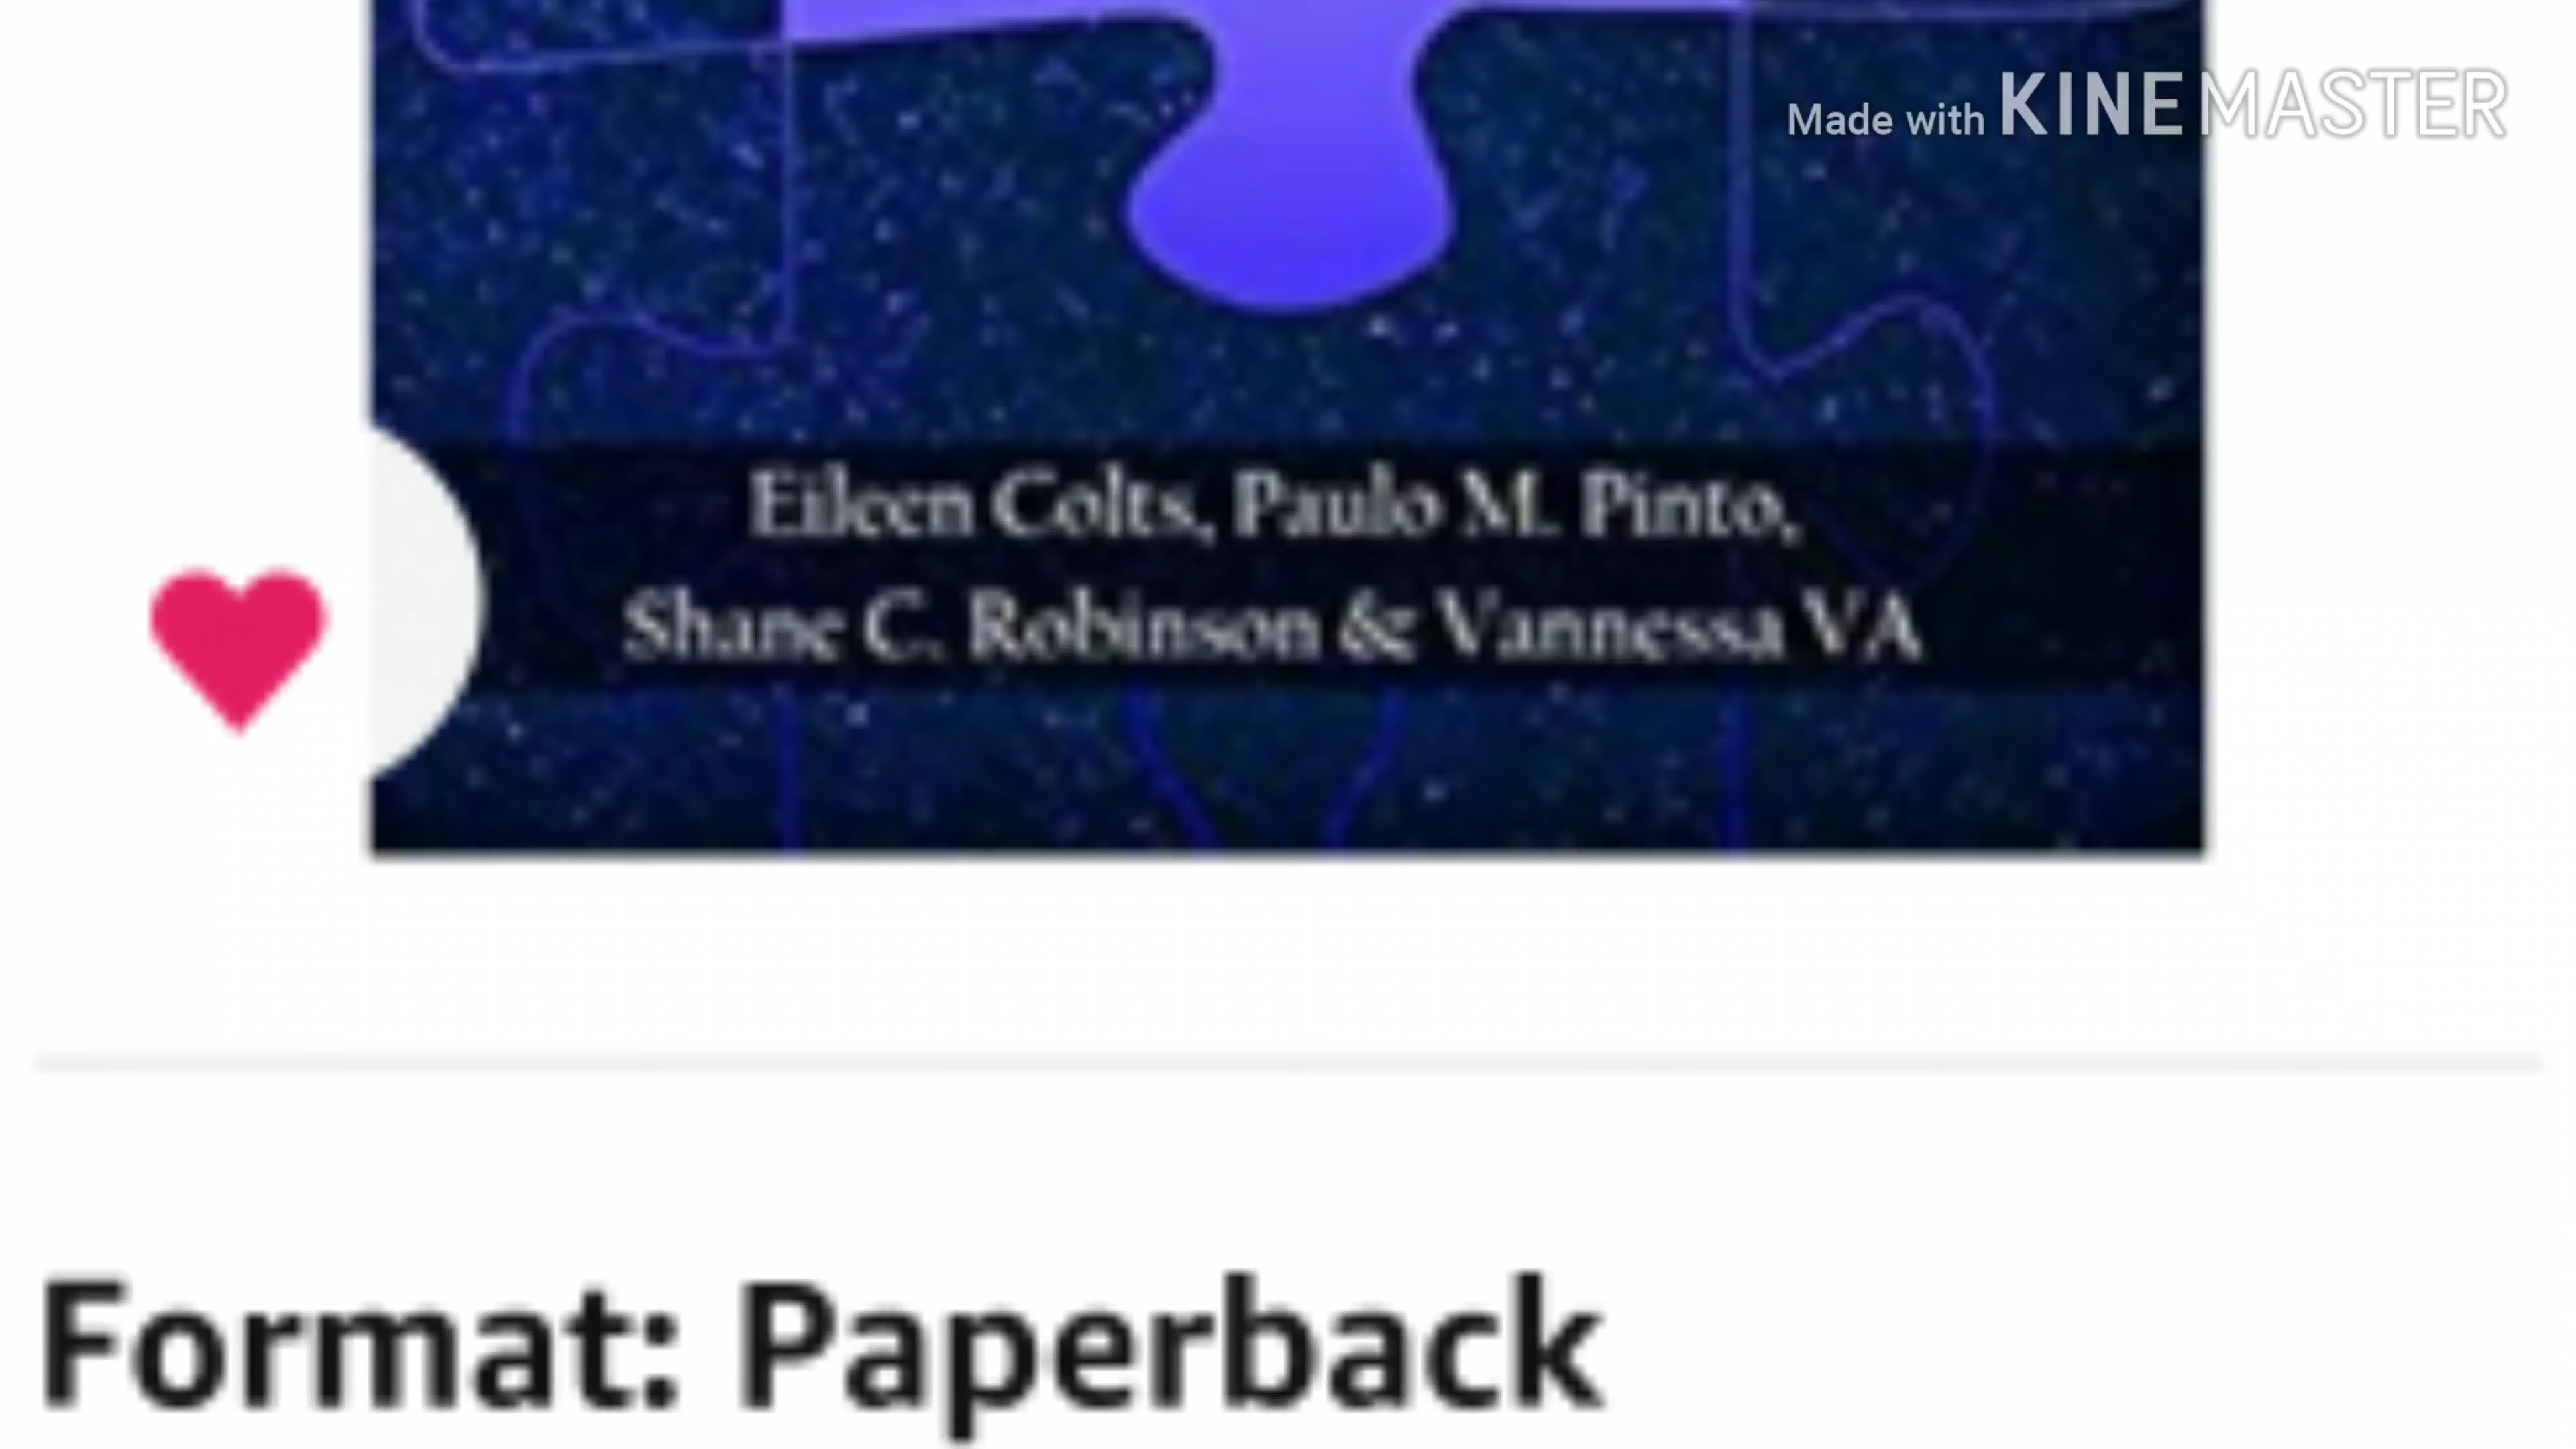 Made with KINEMASTER
Eileen Colts, Paulo M. Pinto,
Shane C. Robinson & Vannessa VA
Format: Paperback